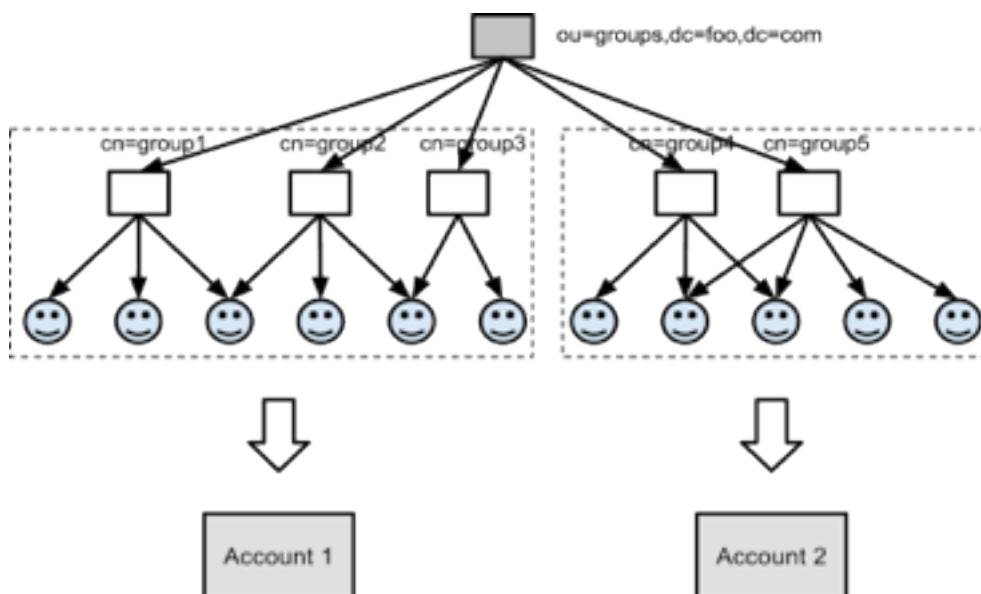 ou=groups,dc=foo,dc=com
cn=group1
cn=group2
cn=group3
cn=group4
cn=group5
Account 1
Account 2